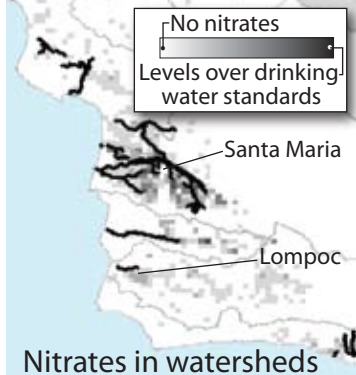 No nitrates
Levels over drinking
water standards
Santa Maria
Lompoc
Nitrates in watersheds